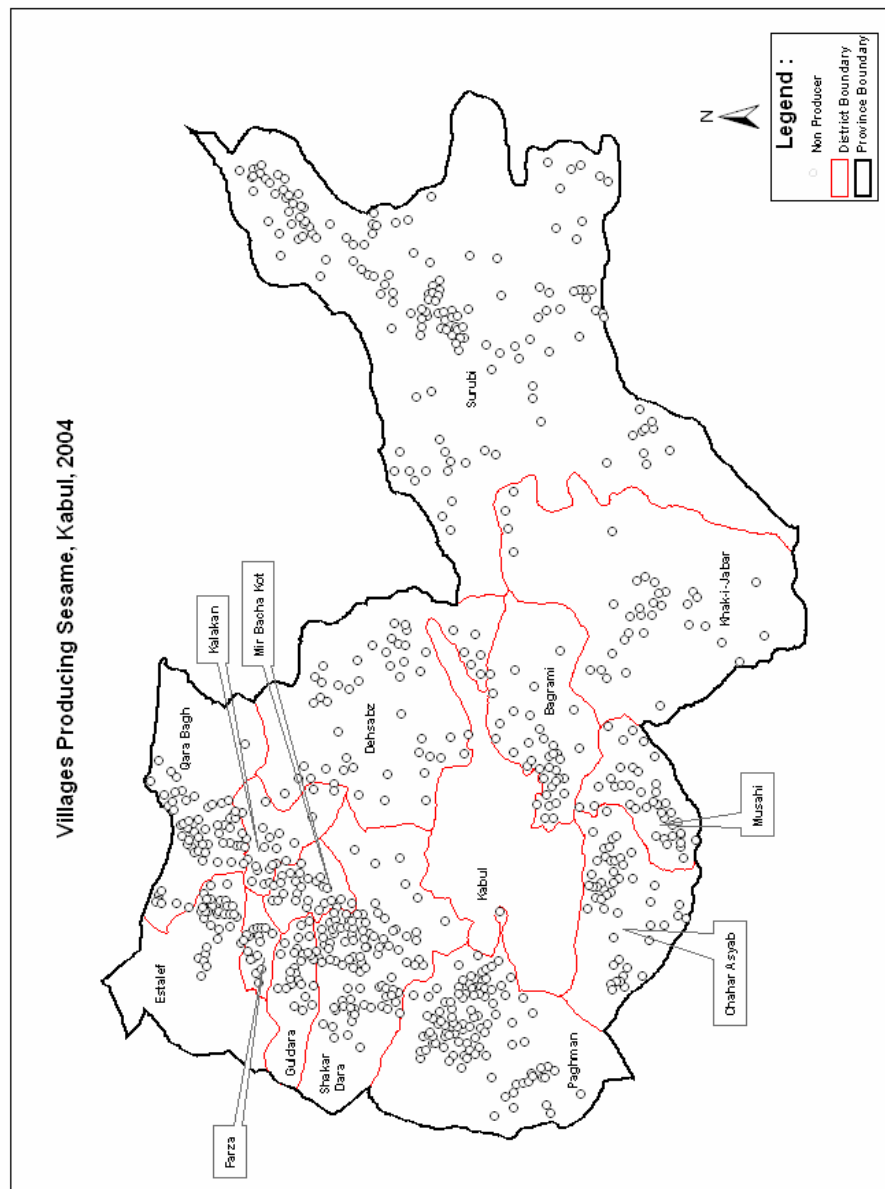 Villages Producing Sesame, Kabul, 2004
Estalef
Farza
Guldara
Shakar
Dara
Paghman
Qara Bagh
Kalakan
Mir Bacha Kot
Dehsabz
Kabul
Bagrami
Chahar Asyab
Musahi
Khak-i-Jabar
Surubi
N
Legend :
Non Producer
District Boundary
Province Boundary